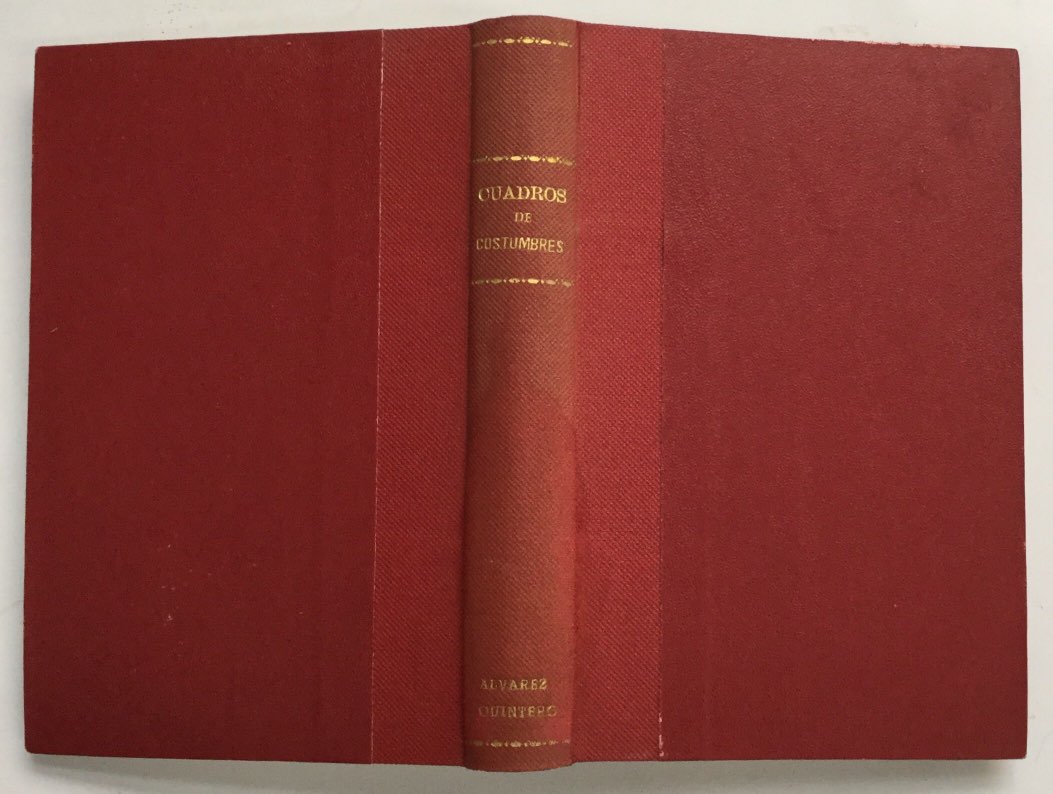 CUADROS
DE
COSTUMBRES
ALVAREZ
QUINTERO